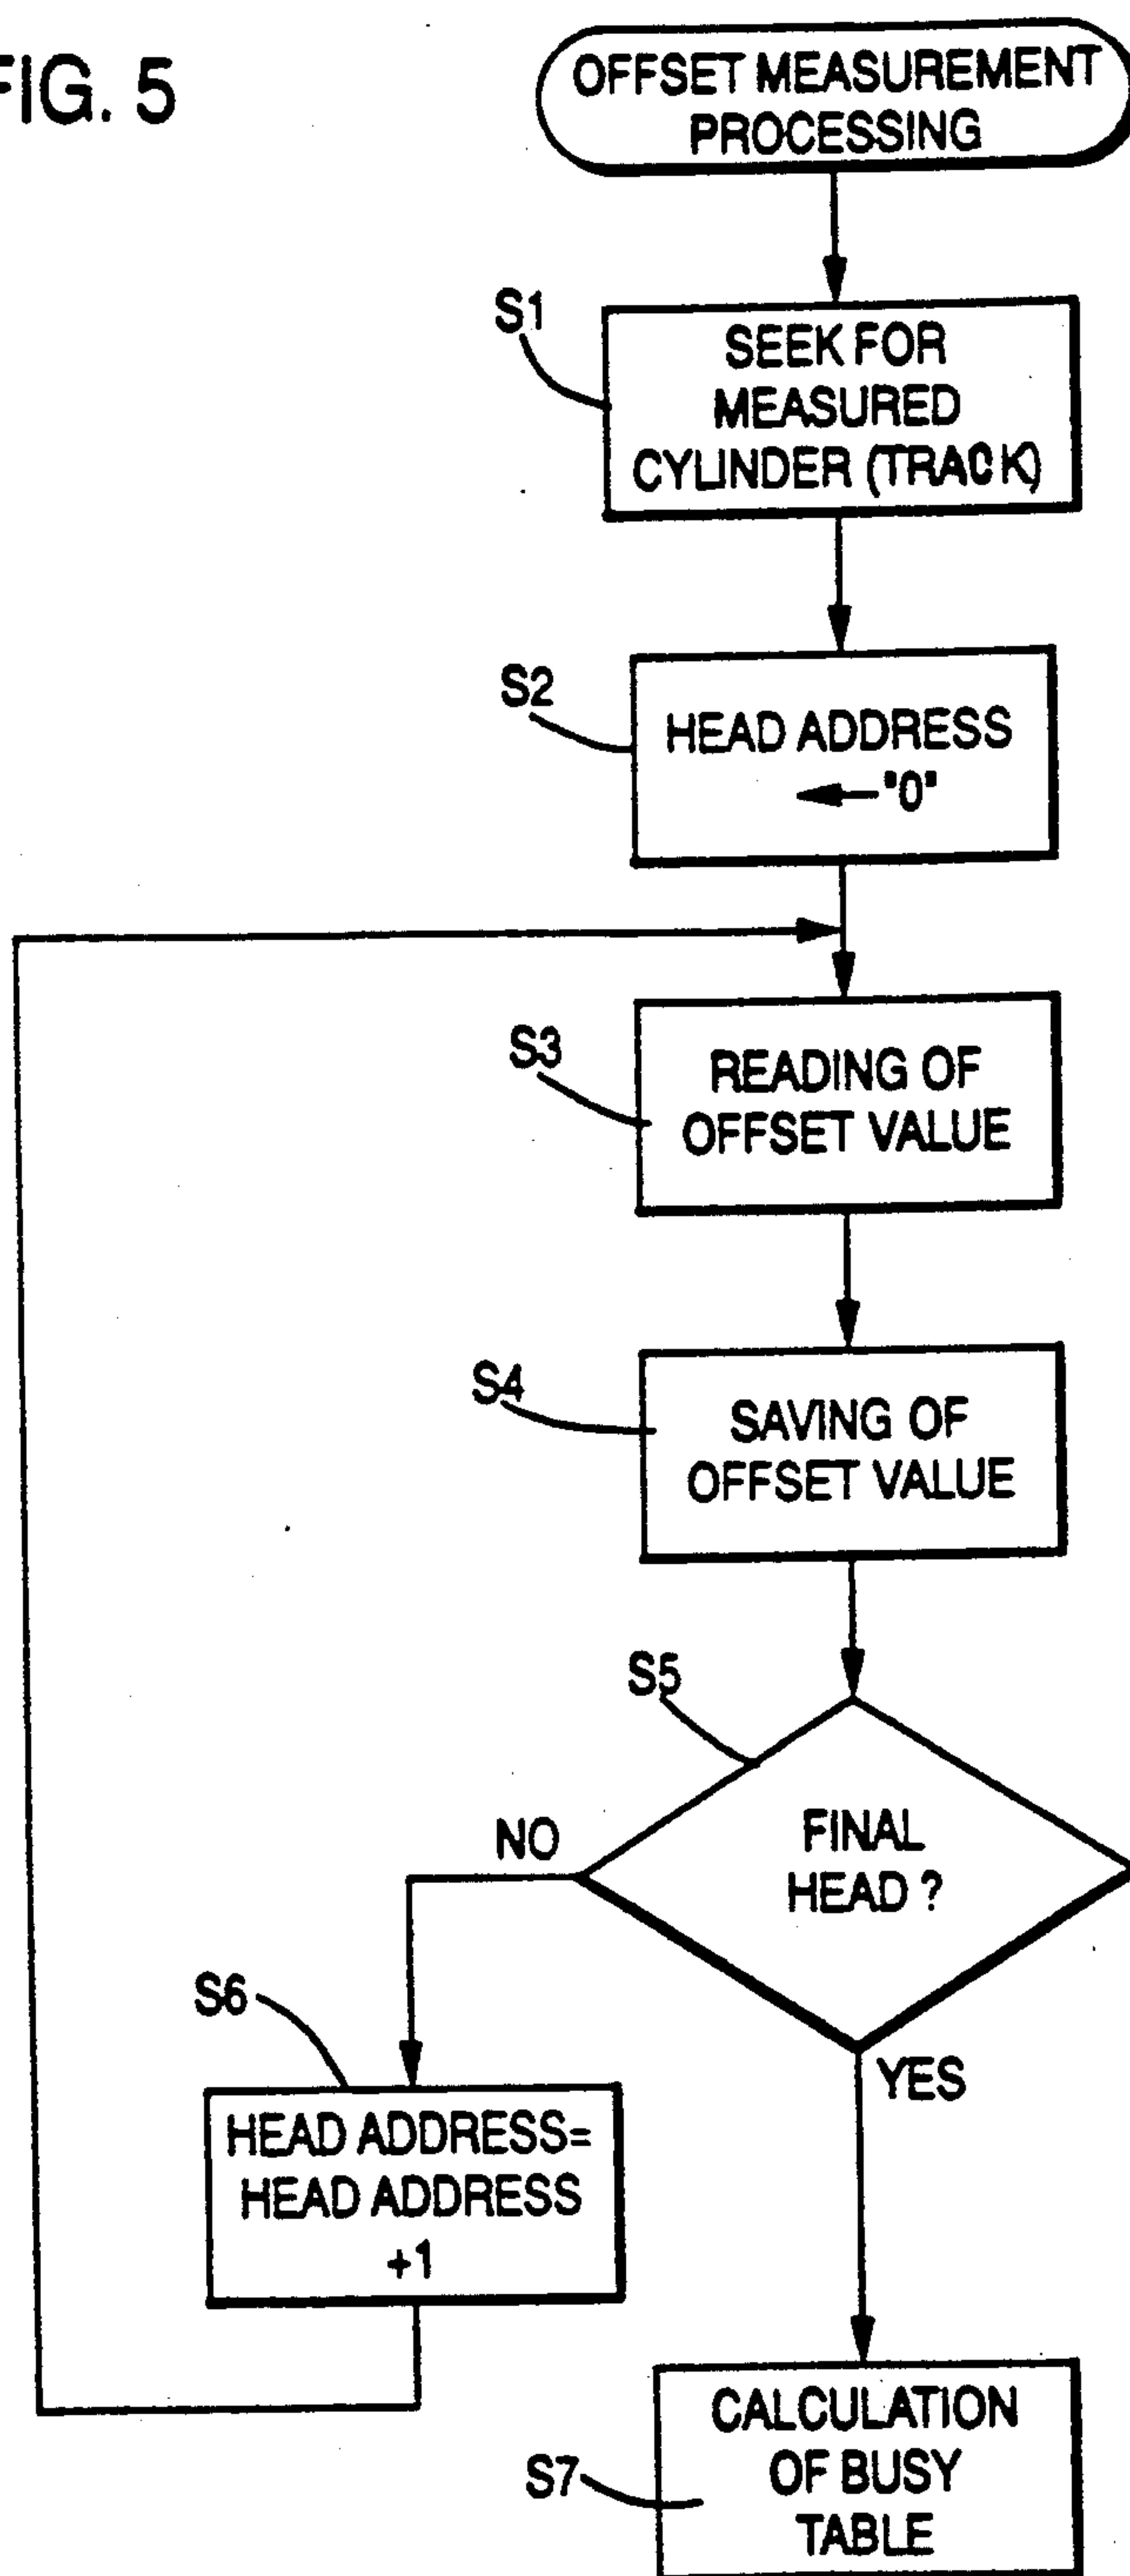 FIG. 5
OFFSET MEASUREMENT
PROCESSING
S1
SEEK FOR
MEASURED
CYLINDER (TRACK)
S2
HEAD ADDRESS
←"0"
S3
READING OF
OFFSET VALUE
S4
SAVING OF
OFFSET VALUE
S5
FINAL
HEAD ?
NO
YES
S6
HEAD ADDRESS=
HEAD ADDRESS
+1
S7
CALCULATION
OF BUSY
TABLE